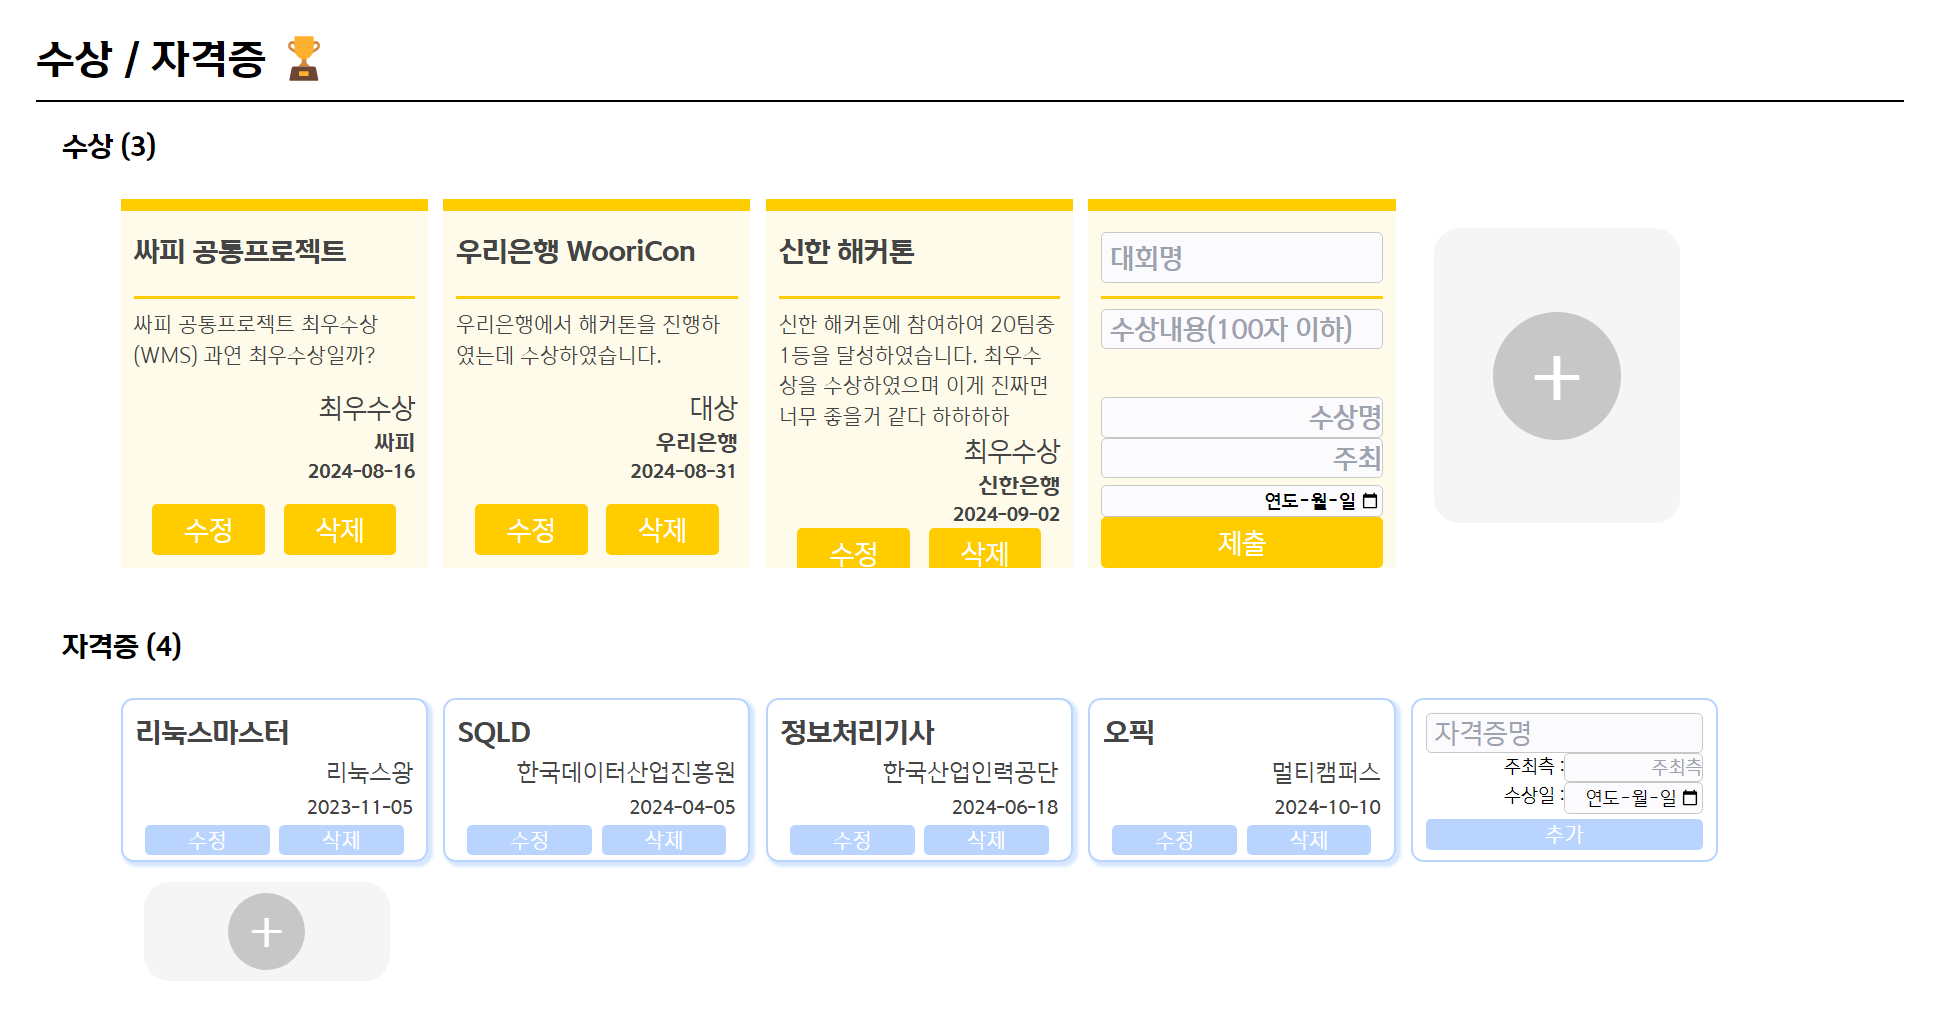 수상 / 자격증
수상 (3)
싸피 공통프로젝트
싸피 공통프로젝트 최우수상
(WMS) 과연 최우수상일까?
최우수상
싸피
2024-08-16
수정 삭제
우리은행 WooriCon
우리은행에서 해커톤을 진행하
였는데 수상하였습니다.
대상
우리은행
2024-08-31
수정 삭제
신한 해커톤
신한 해커톤에 참여하여 20팀중
1등을 달성하였습니다. 최우수
상을 수상하였으며 이게 진짜면
너무 좋을거 같다 하하하하
최우수상
신한은행
2024-09-02
수정 삭제
대회명
수상내용(100자 이하)
수상명
주최
연도-월-일
제출
자격증 (4)
리눅스마스터
리눅스왕
2023-11-05
수정 삭제
SQLD
한국데이터산업진흥원
2024-04-05
수정 삭제
정보처리기사
한국산업인력공단
2024-06-18
수정 삭제
오픽
멀티캠퍼스
2024-10-10
수정 삭제
자격증명
주최측 : 주최측
수상일 : 연도-월-일
추가